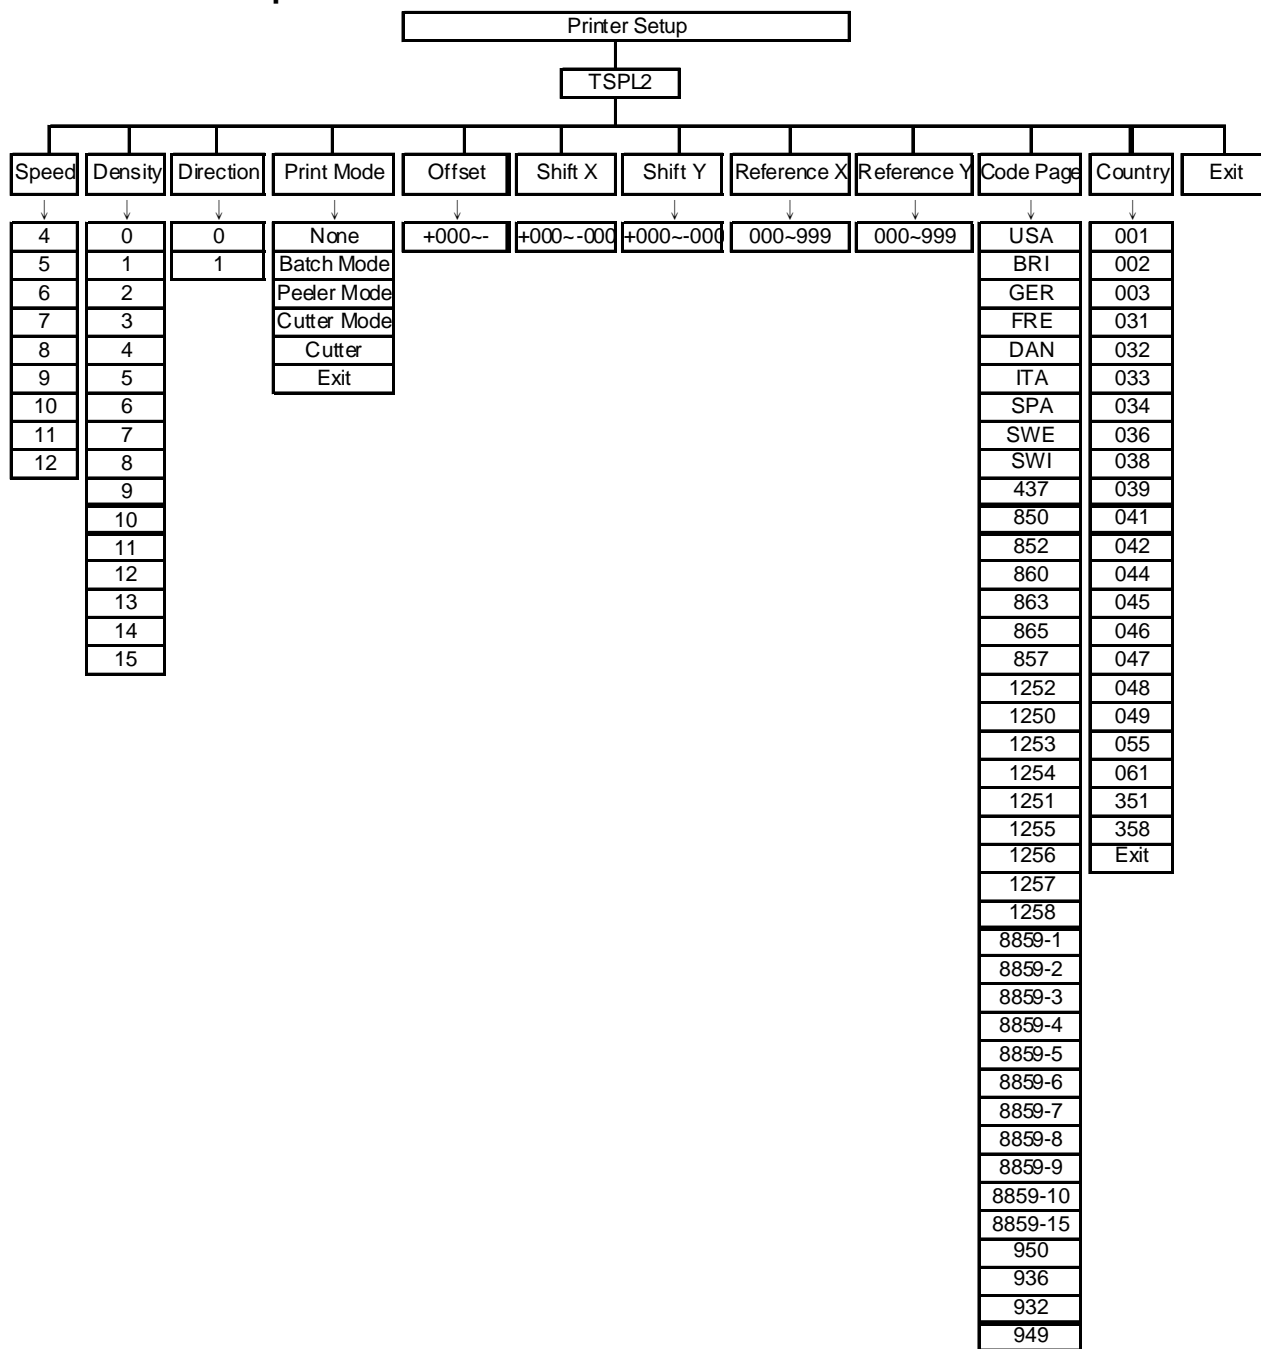 Printer Setup
TSPL2
Speed Density Direction Print Mode Offset Shift X Shift Y Reference X Reference Y Code Page Country Exit
4 0 0 None +000~- +000~-000 +000~-000 000~999 000~999 USA 001
5 1 1 Batch Mode BRI 002
6 2 Peeler Mode GER 003
7 3 Cutter Mode FRE 031
8 4 Cutter DAN 032
9 5 Exit ITA 033
10 6 SPA 034
11 7 SWE 036
12 8 SWI 038
9 437 039
10 850 041
11 852 042
12 860 044
13 863 045
14 865 046
15 857 047
1252 048
1250 049
1253 055
1254 061
1251 351
1255 358
1256 Exit
1257
1258
8859-1
8859-2
8859-3
8859-4
8859-5
8859-6
8859-7
8859-8
8859-9
8859-10
8859-15
950
936
932
949